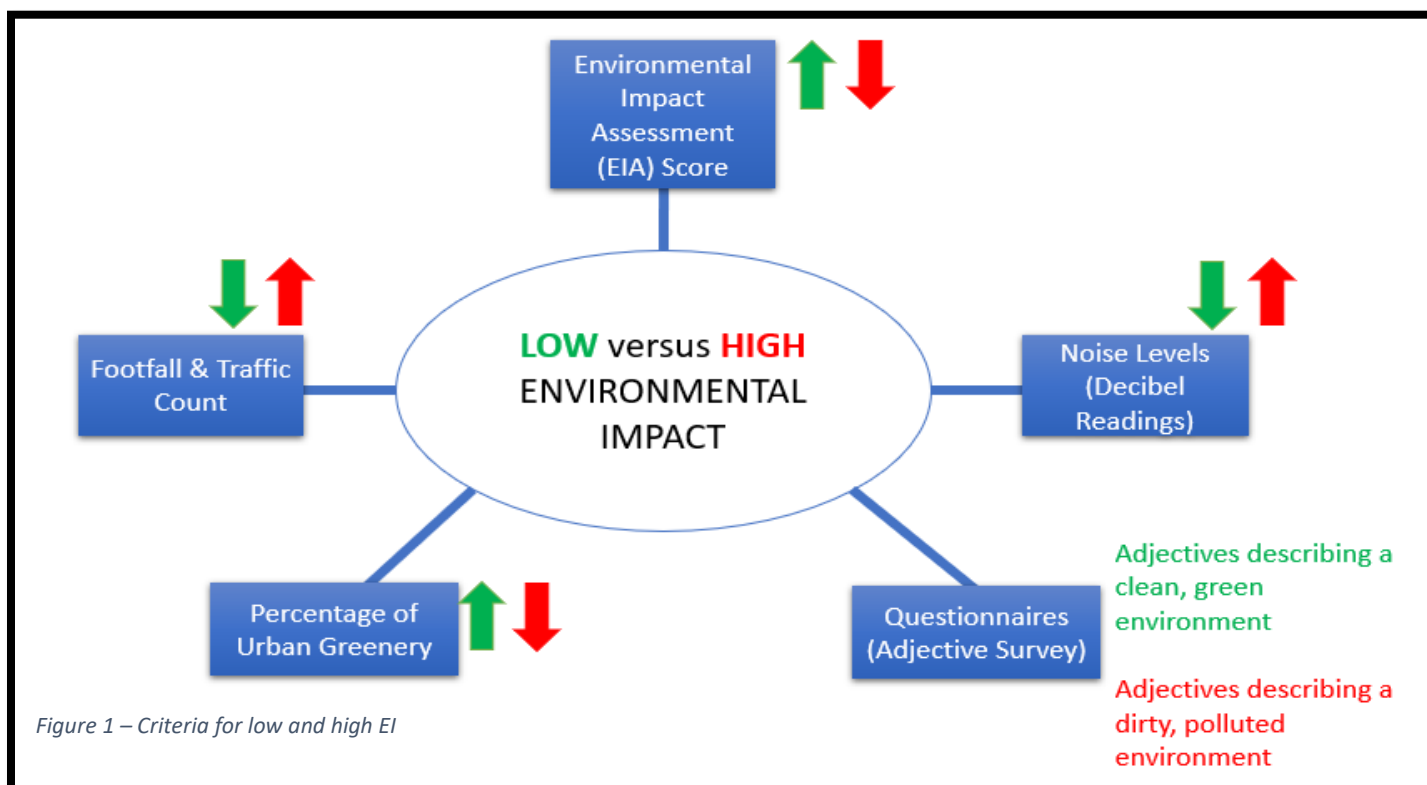 Environmental
Impact
Assessment
(EIA) Score
Footfall & Traffic
Count
LOW versus HIGH
ENVIRONMENTAL
IMPACT
Noise Levels
(Decibel
Readings)
Percentage of
Urban Greenery
Questionnaires
(Adjective Survey)
Adjectives describing a
clean, green
environment
Adjectives describing a
dirty, polluted
environment
Figure 1 – Criteria for low and high EI